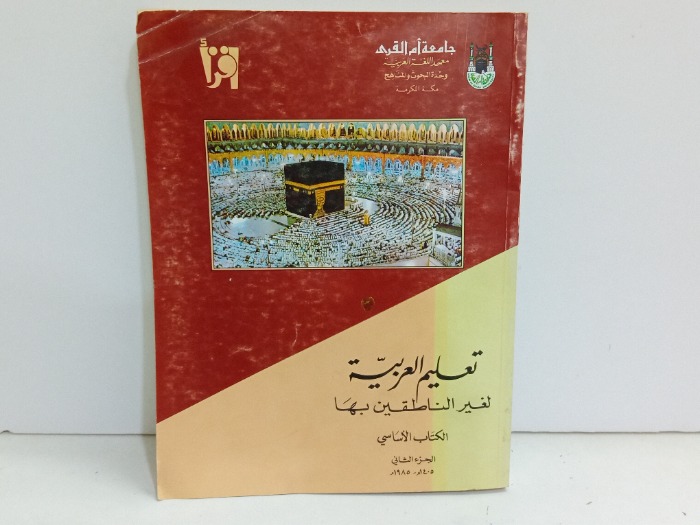 جامعة أم القرى
معهد اللغة العربية
وحدة البحوث والمناهج
مكة المكرمة
اقرأ
تعليم العربيّة
لغير الناطقين بها
الكتاب الأساسي
الجزء الثاني
١٤٠٥هـ - ١٩٨٥م